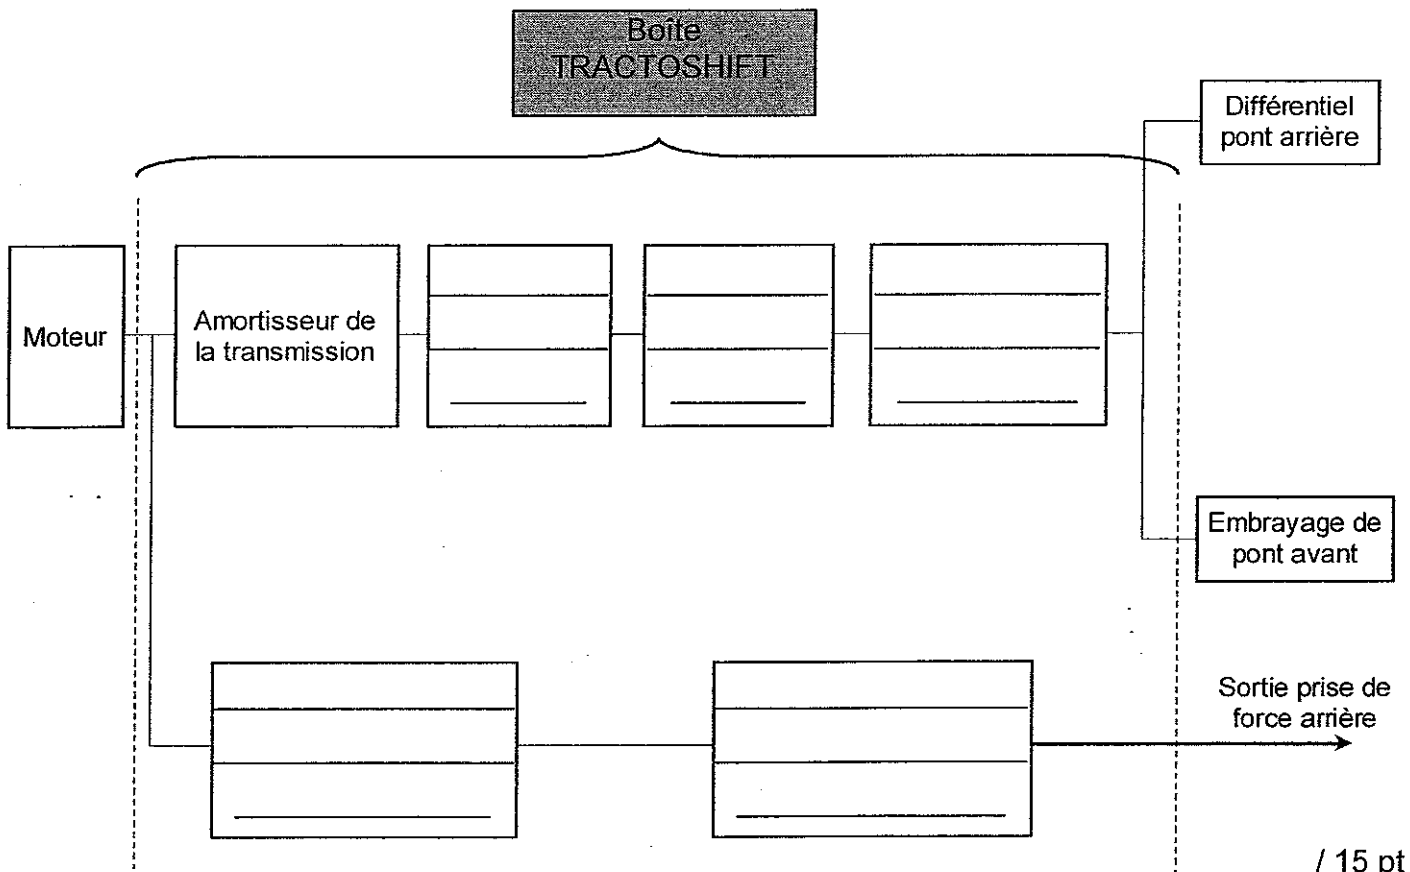 Boîte
TRACTOSHIFT
Différentiel
pont arrière
Moteur
Amortisseur de
la transmission
Embrayage de
pont avant
Sortie prise de
force arrière
/ 15 pt